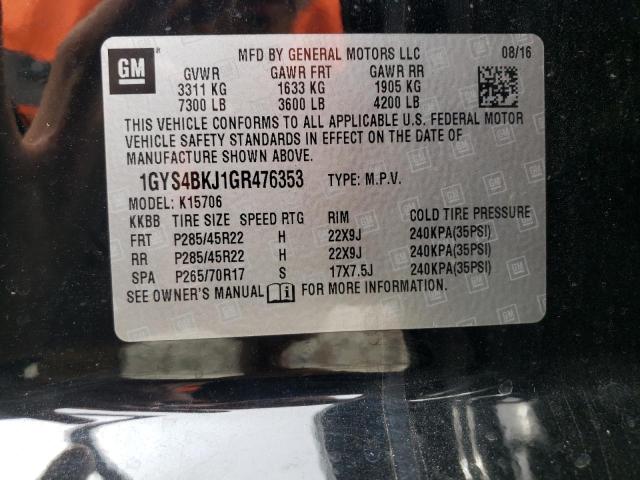 GM
MFD BY GENERAL MOTORS LLC 08/16
GVWR GAWR FRT GAWR RR
3311 KG 1633 KG 1905 KG
7300 LB 3600 LB 4200 LB
THIS VEHICLE CONFORMS TO ALL APPLICABLE U.S. FEDERAL MOTOR
VEHICLE SAFETY STANDARDS IN EFFECT ON THE DATE OF
MANUFACTURE SHOWN ABOVE.
1GYS4BKJ1GR476353 TYPE: M.P.V.
MODEL: K15706
KKBB TIRE SIZE SPEED RTG RIM COLD TIRE PRESSURE
FRT P285/45R22 H 22X9J 240KPA(35PSI)
RR P285/45R22 H 22X9J 240KPA(35PSI)
SPA P265/70R17 S 17X7.5J 240KPA(35PSI)
SEE OWNER'S MANUAL FOR MORE INFORMATION.